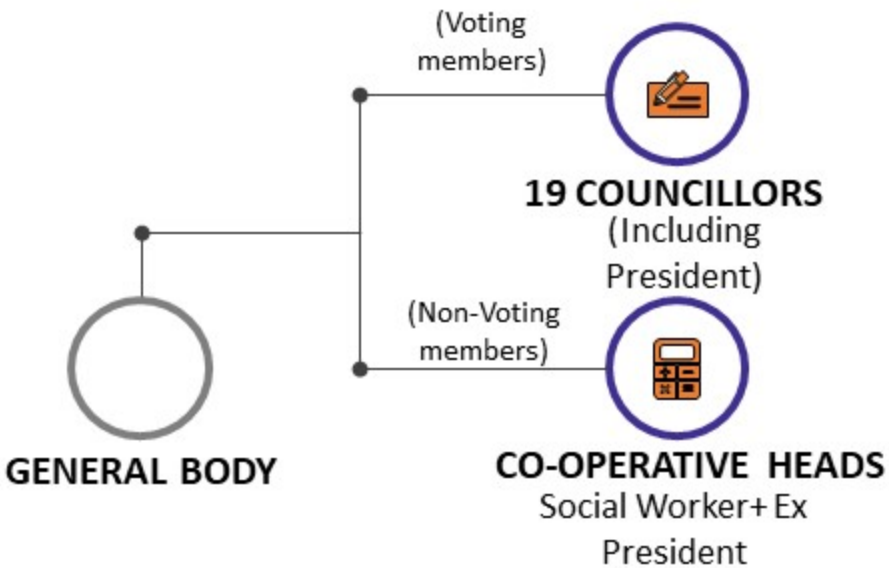 (Voting
members)
19 COUNCILLORS
(Including
President)
(Non-Voting
members)
GENERAL BODY
CO-OPERATIVE HEADS
Social Worker+ Ex
President